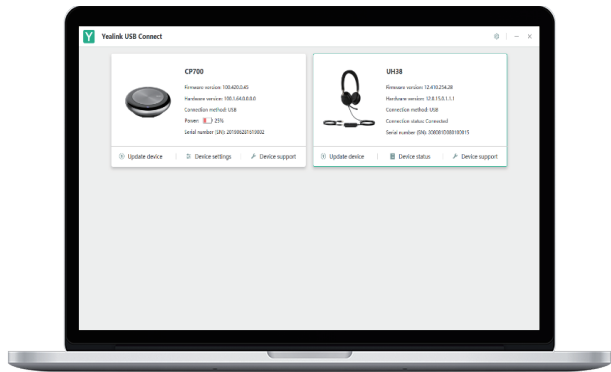 Y Yealink USB Connect
CP700
Firmware version: 100.420.0.45
Hardware version: 100.1.64.0.0.0.0
Connection method: USB
Power: 25%
Serial number (SN):
Update device Device settings Device support
UH38
Firmware version: 12.410.254.28
Hardware version: 12.0.15.0.1.1.1
Connection method: USB
Connection status: Connected
Serial number (SN):
Update device Device status Device support